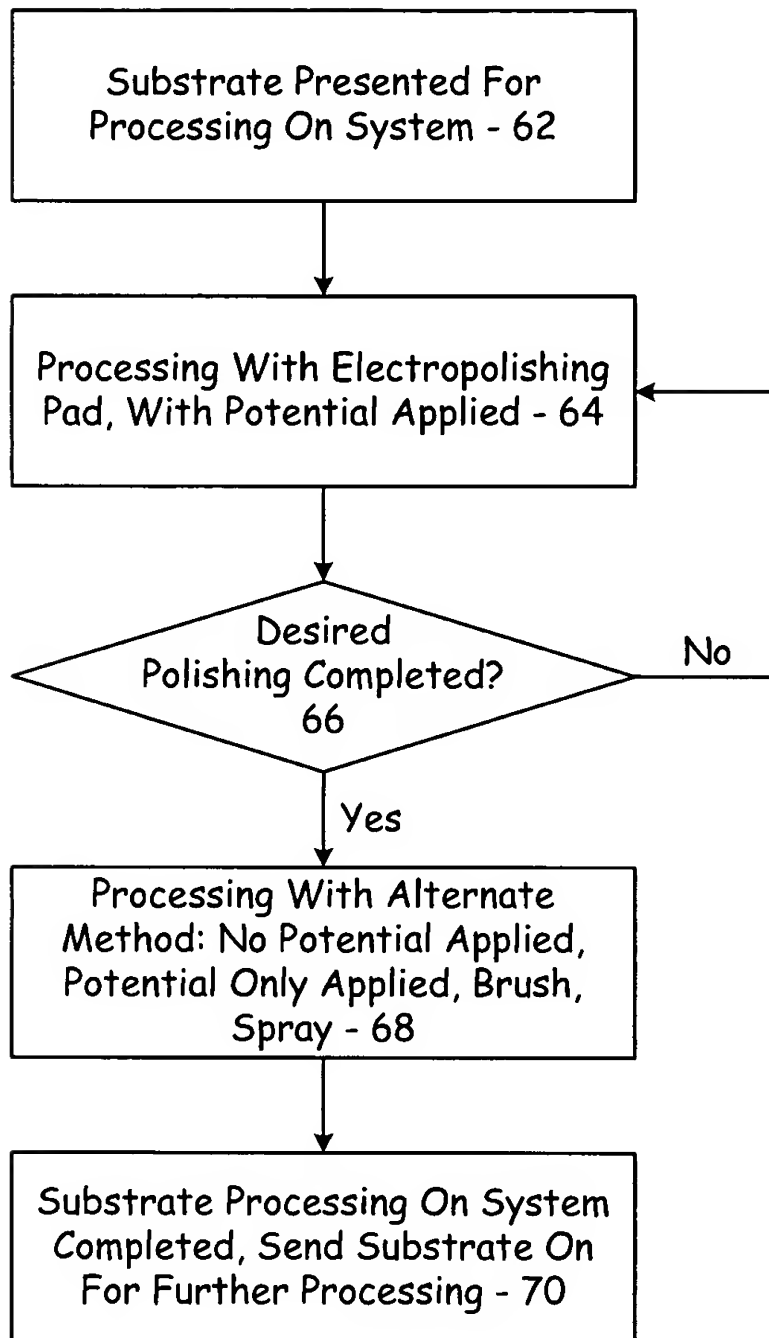 Substrate Presented For
Processing On System - 62
Processing With Electropolishing
Pad, With Potential Applied - 64
Desired
Polishing Completed?
66
No
Yes
Processing With Alternate
Method: No Potential Applied,
Potential Only Applied, Brush,
Spray - 68
Substrate Processing On System
Completed, Send Substrate On
For Further Processing - 70